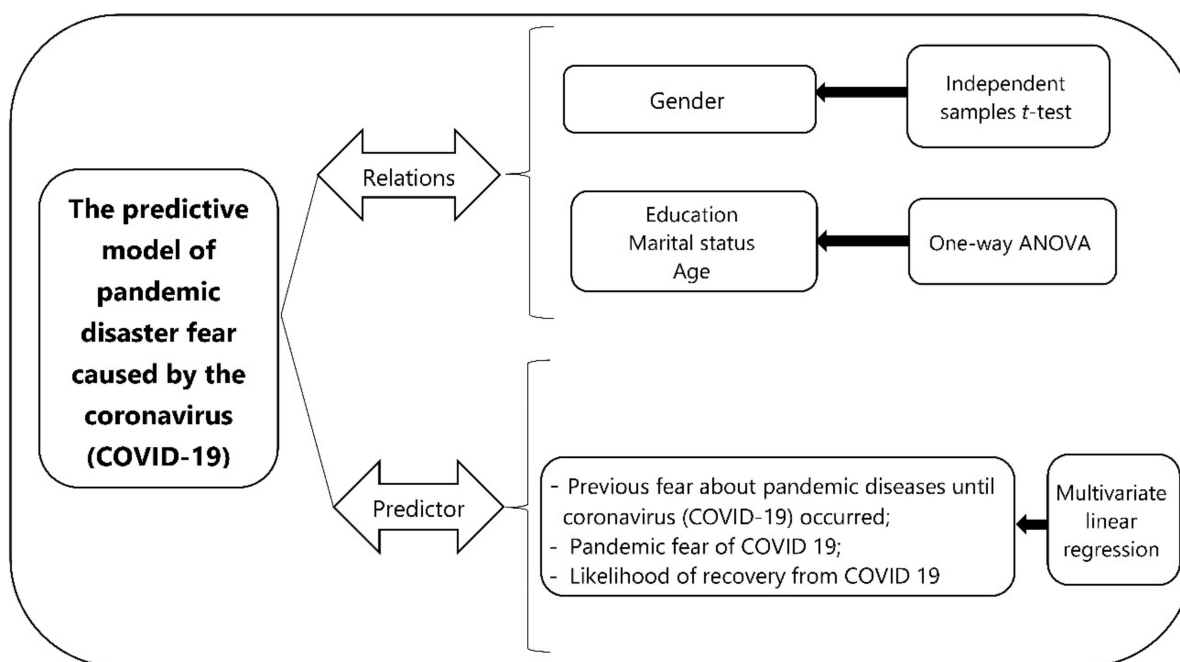 The predictive
model of
pandemic
disaster fear
caused by the
coronavirus
(COVID-19)
Relations
Gender
Independent
samples t-test
Education
Marital status
Age
One-way ANOVA
Predictor
- Previous fear about pandemic diseases until
coronavirus (COVID-19) occurred;
- Pandemic fear of COVID 19;
- Likelihood of recovery from COVID 19
Multivariate
linear
regression